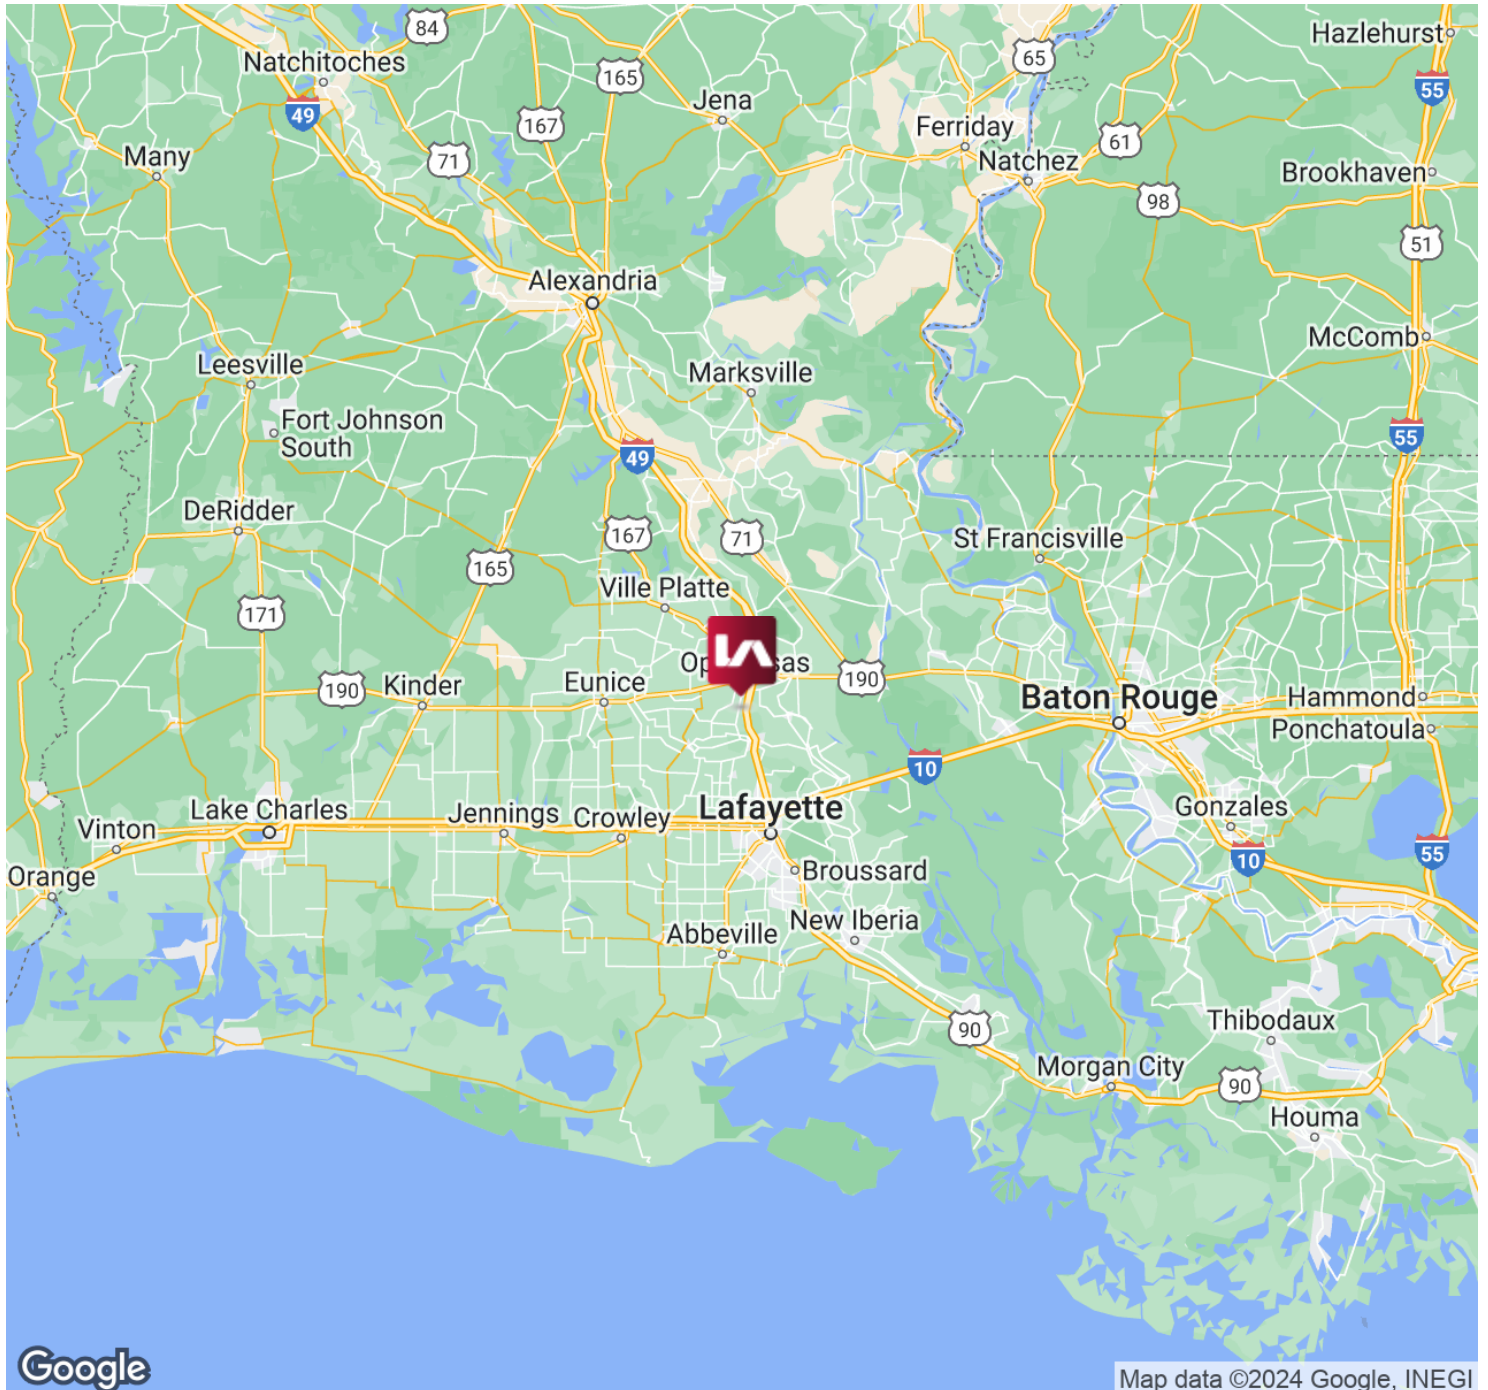 84
Hazlehurst
65
Natchitoches
165
55
49
Jena
167
Ferriday
61
71
Many
Natchez
Brookhaven
98
51
Alexandria
McComb
Leesville
Marksville
Fort Johnson
South
55
49
DeRidder
167
71
St Francisville
165
Ville Platte
171
LA
190
Kinder
Eunice
190
Baton Rouge
Hammond
Ponchatoula
10
Lake Charles
Jennings
Crowley
Lafayette
Gonzales
Vinton
10
55
Orange
Broussard
New Iberia
Abbeville
90
Thibodaux
Morgan City
90
Houma
Google
Map data ©2024 Google, INEGI